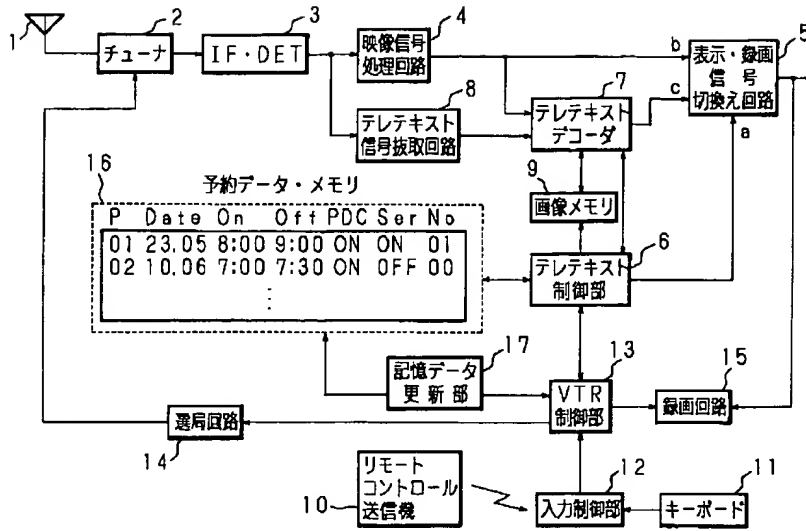 1
2
チューナ
3
IF・DET
4
映像信号
処理回路
5
表示・録画
信号
切換え回路
b
c
a
7
テレテキスト
デコーダ
8
テレテキスト
信号抜取回路
9
画像メモリ
16
予約データ・メモリ
P Date On Off PDC Ser No
01 23.05 8:00 9:00 ON ON 01
02 10.06 7:00 7:30 ON OFF 00
⋮
6
テレテキスト
制御部
17
記憶データ
更新部
13
VTR
制御部
15
録画回路
選局回路
14
リモート
コントロール
送信機
10
12
入力制御部
11
キーボード